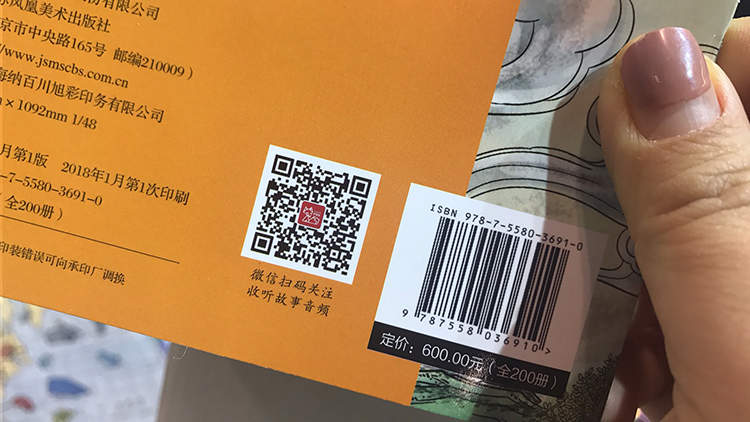 份有限公司
凤凰美术出版社
京市中央路165号 邮编210009）
//www.jsmscbs.com.cn
海纳百川旭彩印务有限公司
× 1092mm 1/48
月第1版 2018年1月第1次印刷
-7-5580-3691-0
（全200册）
印装错误可向承印厂调换
微信扫码关注
收听故事音频
ISBN 978-7-5580-3691-0
9 787558 036910 >
定价：600.00元（全200册）